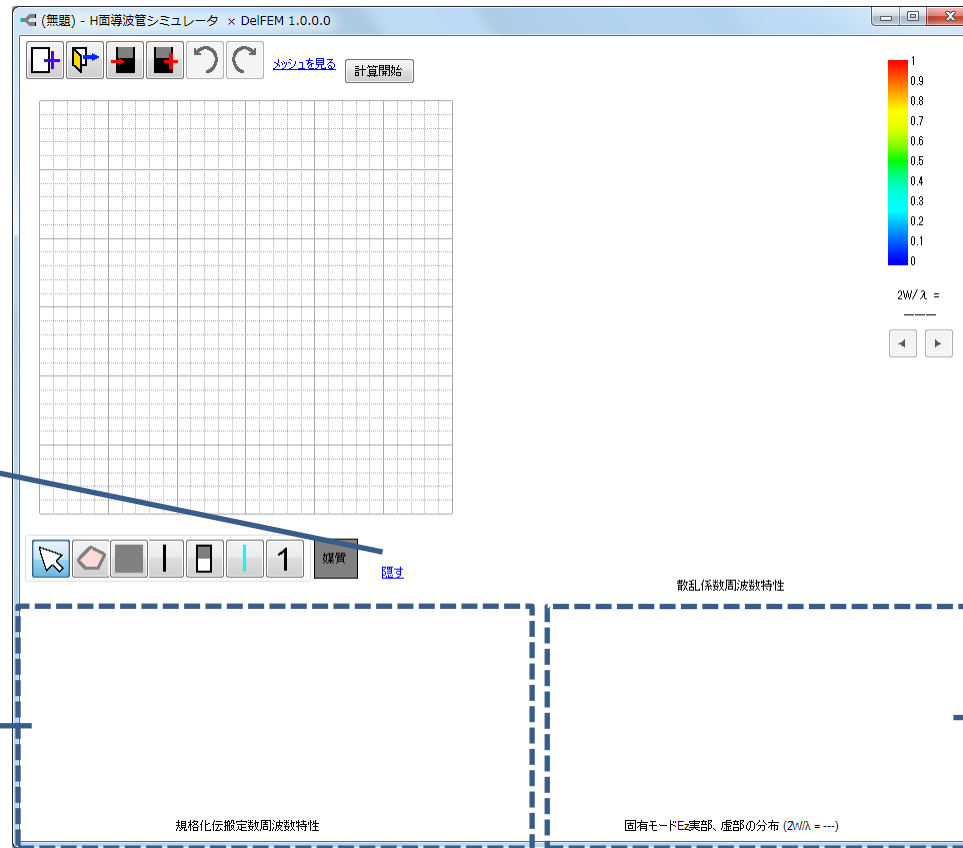 (無題) - H面導波管シミュレータ × DelFEM 1.0.0.0
メッシュを見る
計算開始
1
0.9
0.8
0.7
0.6
0.5
0.4
0.3
0.2
0.1
0
2W/λ =
---
1
媒質
隠す
散乱係数周波数特性
規格化伝搬定数周波数特性
固有モードEz実部、虚部の分布 (2W/λ = ---)